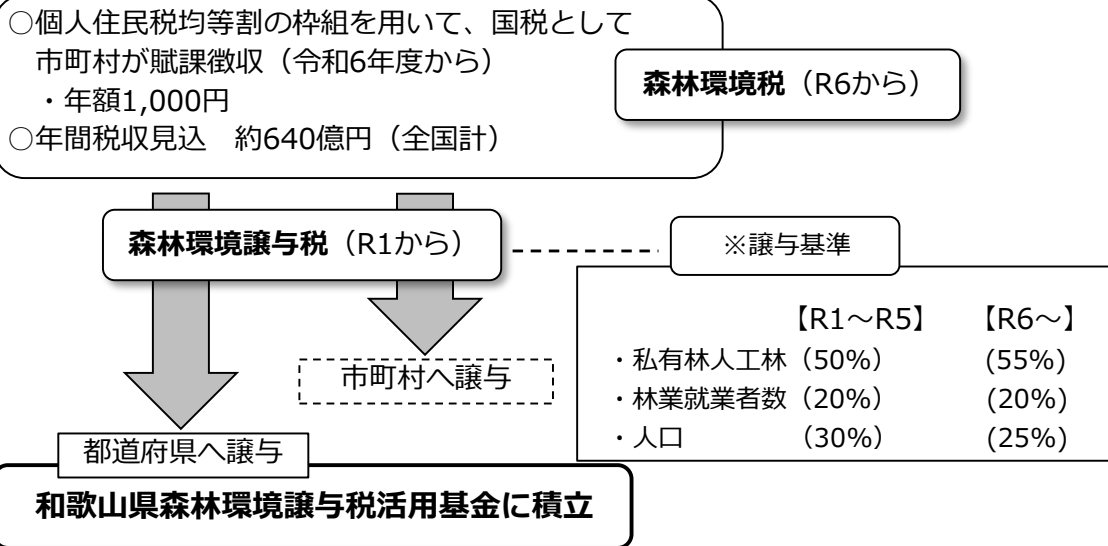 ○個人住民税均等割の枠組を用いて、国税として
市町村が賦課徴収（令和6年度から）
・年額1,000円
○年間税収見込　約640億円（全国計）
森林環境税（R6から）
森林環境譲与税（R1から）
※譲与基準
【R1～R5】　【R6～】
・私有林人工林（50%）　(55%)
・林業就業者数（20%）　(20%)
・人口　（30%）　(25%)
市町村へ譲与
都道府県へ譲与
和歌山県森林環境譲与税活用基金に積立